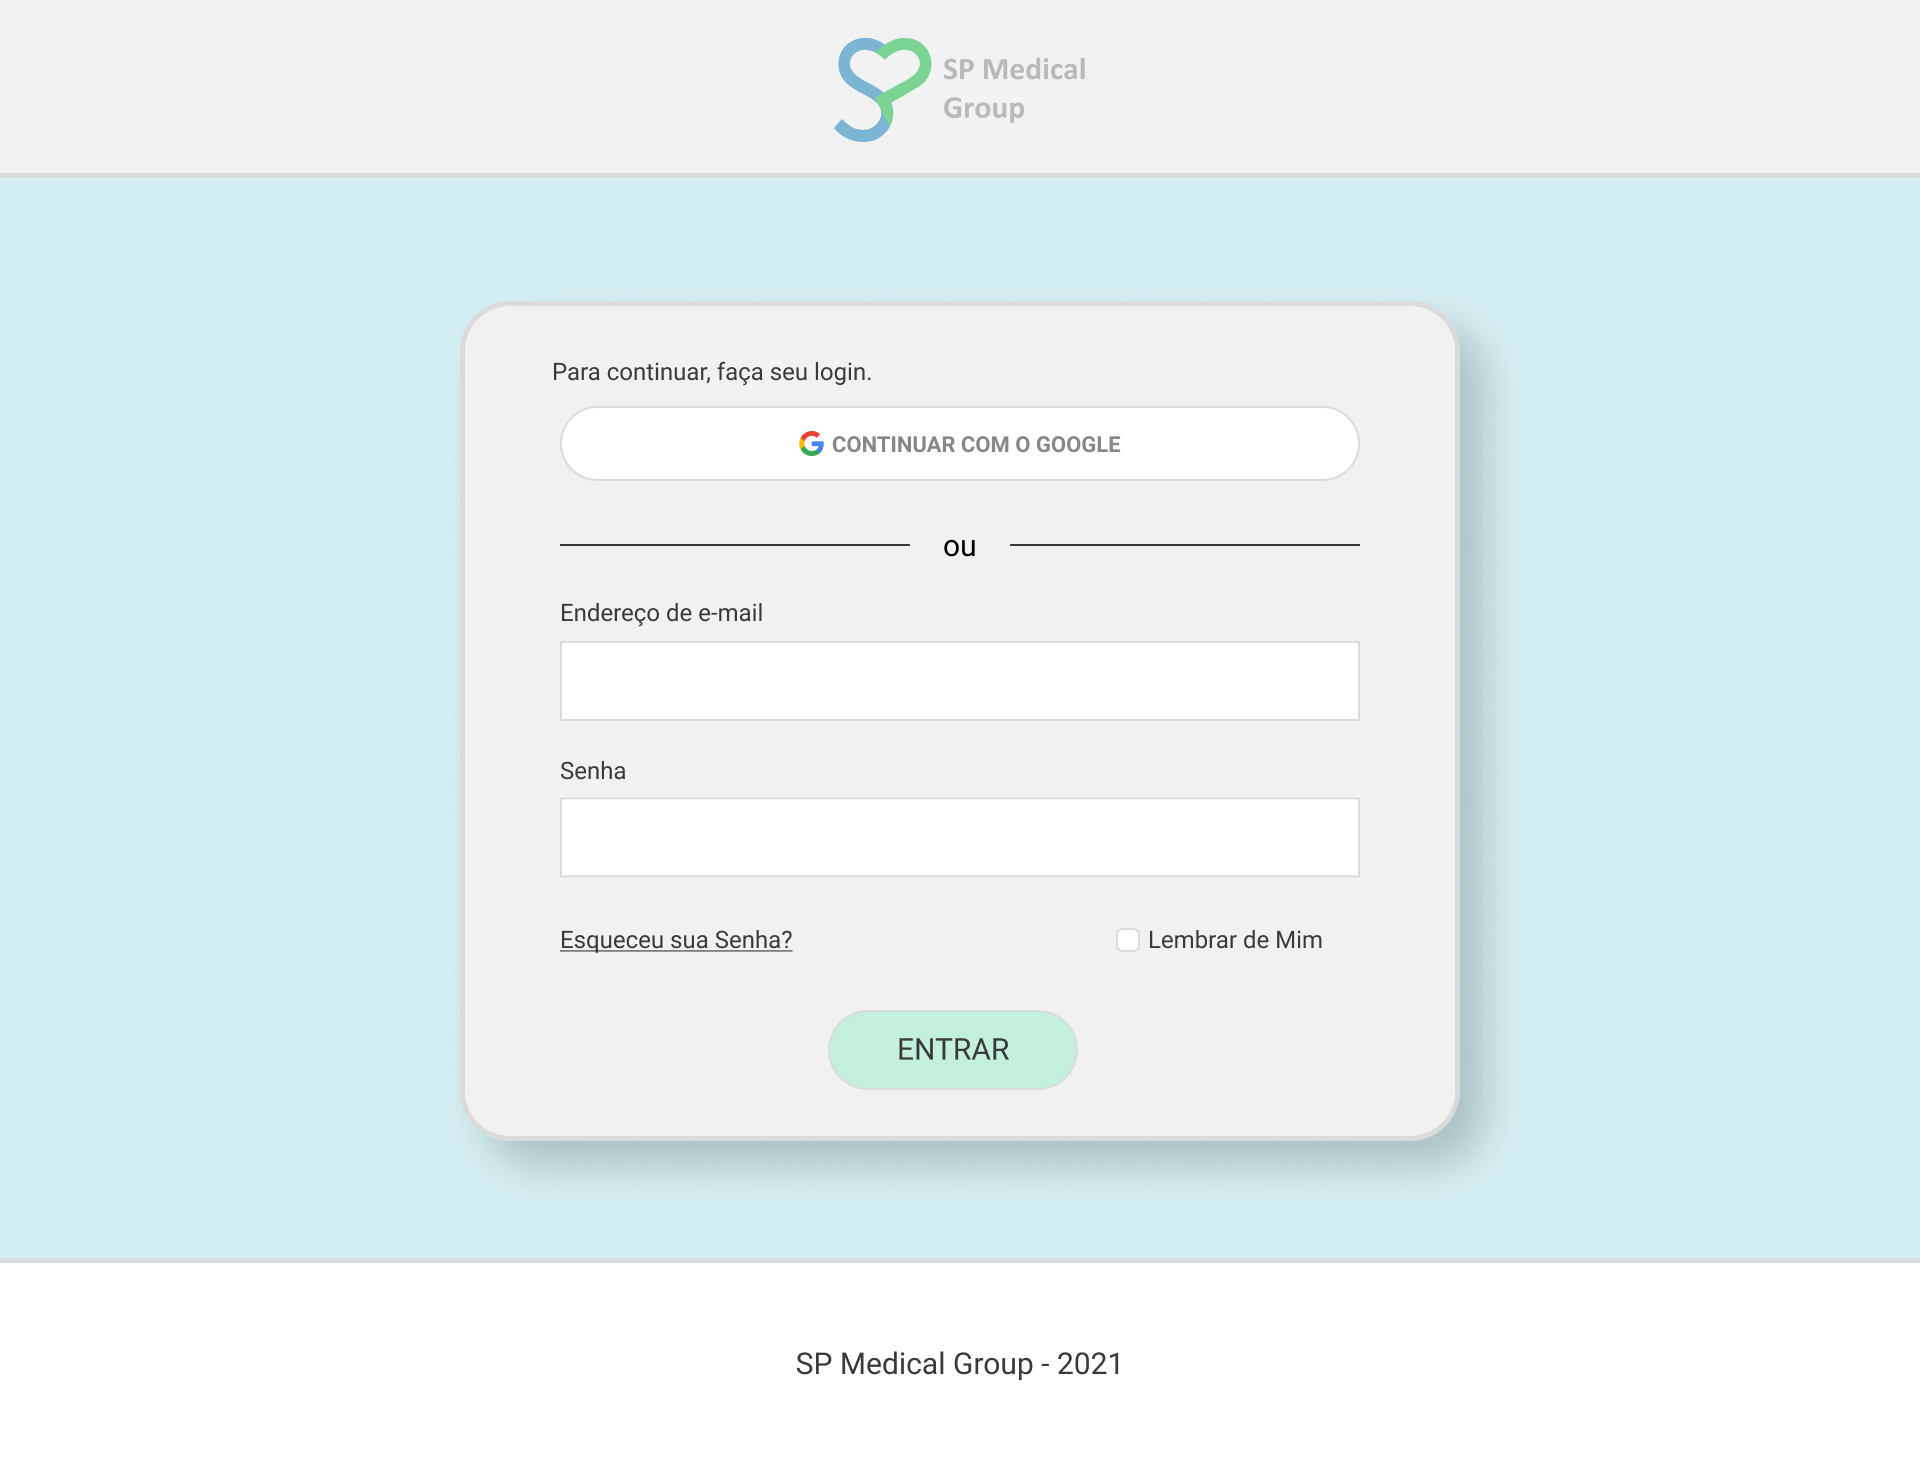 SP Medical
Group
Para continuar, faça seu login.
CONTINUAR COM O GOOGLE
ou
Endereço de e-mail
Senha
Esqueceu sua Senha?
Lembrar de Mim
ENTRAR
SP Medical Group - 2021